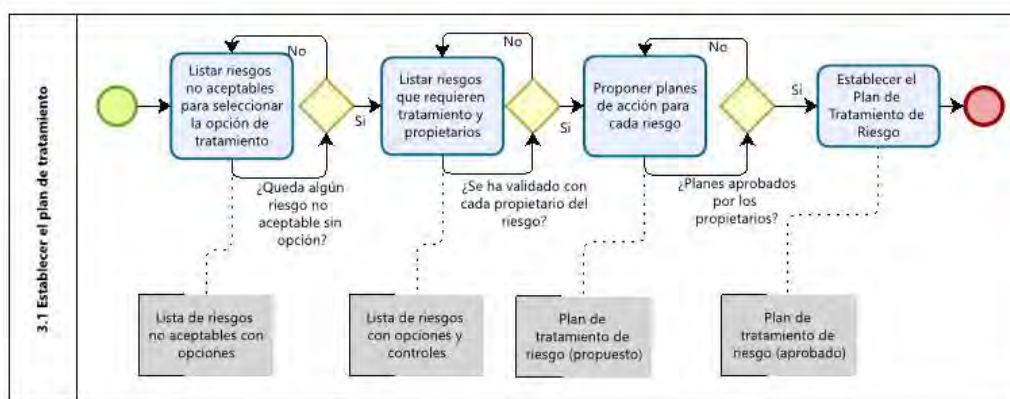 3.1 Establecer el plan de tratamiento
Listar riesgos
no aceptables
para seleccionar
la opción de
tratamiento
No
Si
¿Queda algún
riesgo no
aceptable sin
opción?
Listar riesgos
que requieren
tratamiento y
propietarios
No
Si
¿Se ha validado con
cada propietario del
riesgo?
Proponer planes
de acción para
cada riesgo
No
Si
¿Planes aprobados
por los
propietarios?
Establecer el
Plan de
Tratamiento de
Riesgo
Lista de riesgos
no aceptables con
opciones
Lista de riesgos
con opciones y
controles
Plan de
tratamiento de
riesgo (propuesto)
Plan de
tratamiento de
riesgo (aprobado)